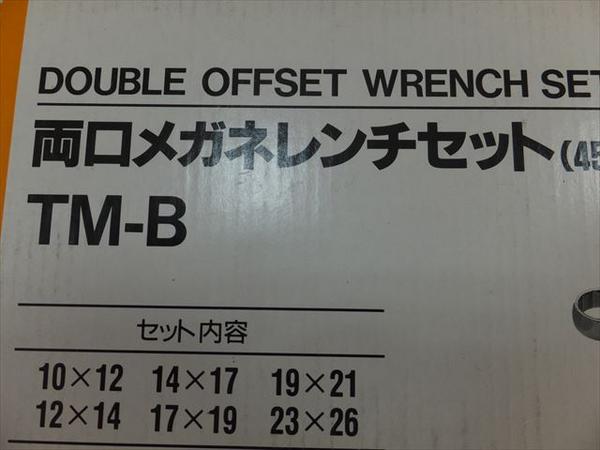 DOUBLE OFFSET WRENCH SET
両口メガネレンチセット(45
TM-B
セット内容
10×12 14×17 19×21
12×14 17×19 23×26